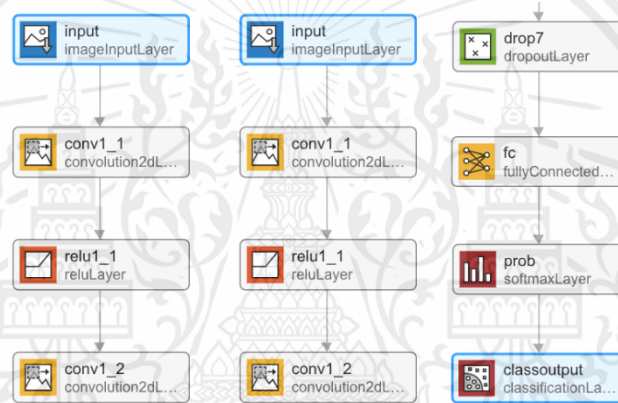 input
imageInputLayer
conv1_1
convolution2dL...
relu1_1
reluLayer
conv1_2
convolution2dL...
input
imageInputLayer
conv1_1
convolution2dL...
relu1_1
reluLayer
conv1_2
convolution2dL...
drop7
dropoutLayer
fc
fullyConnected...
prob
softmaxLayer
classoutput
classificationLa...